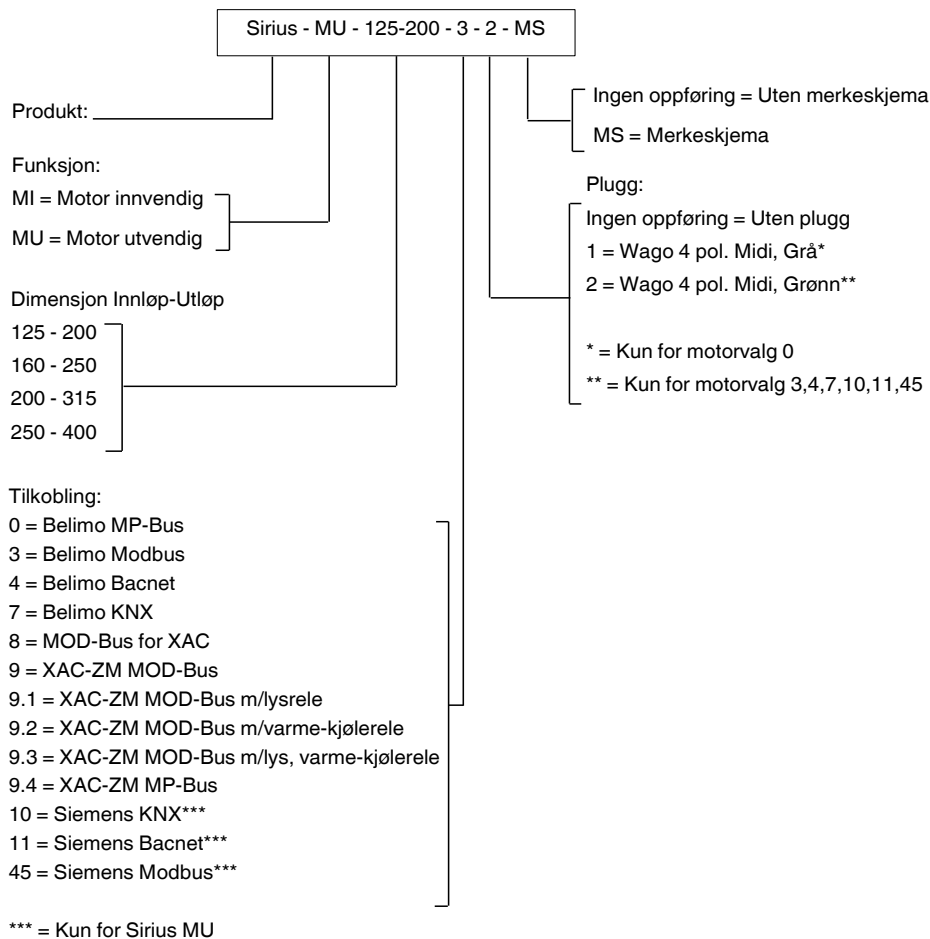 Sirius - MU - 125-200 - 3 - 2 - MS
Produkt:
Funksjon:
MI = Motor innvendig
MU = Motor utvendig
Dimensjon Innløp-Utløp
125 - 200
160 - 250
200 - 315
250 - 400
Tilkobling:
0 = Belimo MP-Bus
3 = Belimo Modbus
4 = Belimo Bacnet
7 = Belimo KNX
8 = MOD-Bus for XAC
9 = XAC-ZM MOD-Bus
9.1 = XAC-ZM MOD-Bus m/lysrele
9.2 = XAC-ZM MOD-Bus m/varme-kjølerele
9.3 = XAC-ZM MOD-Bus m/lys, varme-kjølerele
9.4 = XAC-ZM MP-Bus
10 = Siemens KNX***
11 = Siemens Bacnet***
45 = Siemens Modbus***
*** = Kun for Sirius MU
Ingen oppføring = Uten merkeskjema
MS = Merkeskjema
Plugg:
Ingen oppføring = Uten plugg
1 = Wago 4 pol. Midi, Grå*
2 = Wago 4 pol. Midi, Grønn**
* = Kun for motorvalg 0
** = Kun for motorvalg 3,4,7,10,11,45